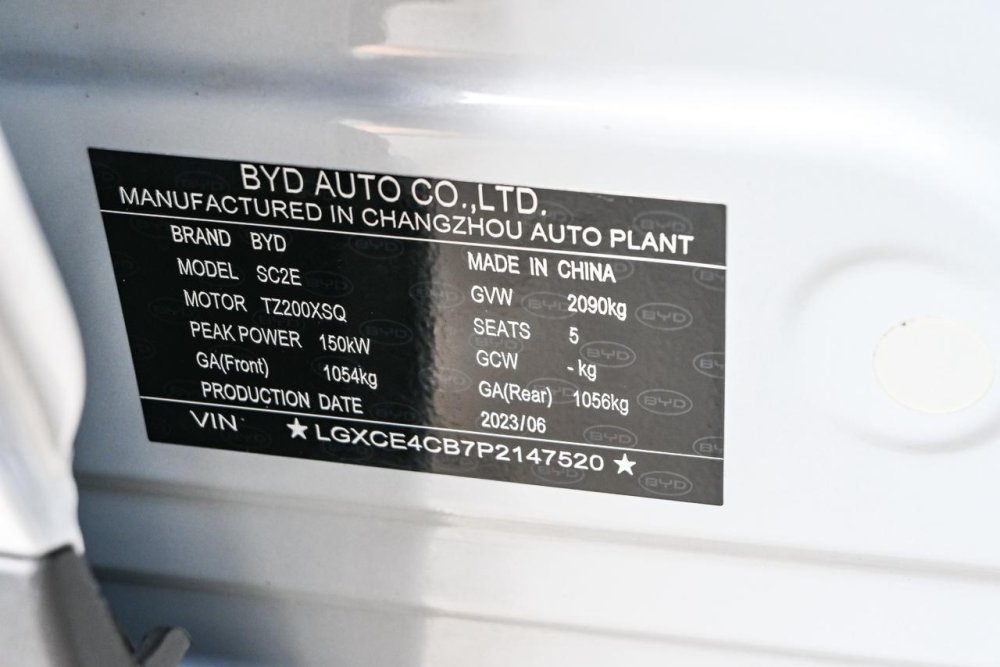 BYD AUTO CO.,LTD.
MANUFACTURED IN CHANGZHOU AUTO PLANT
BRAND BYD
MADE IN CHINA
MODEL SC2E
GVW 2090kg
MOTOR TZ200XSQ
SEATS 5
PEAK POWER 150kW
GCW -kg
GA(Front) 1054kg
GA(Rear) 1056kg
PRODUCTION DATE 2023/06
VIN ★LGXCE4CB7P2147520★